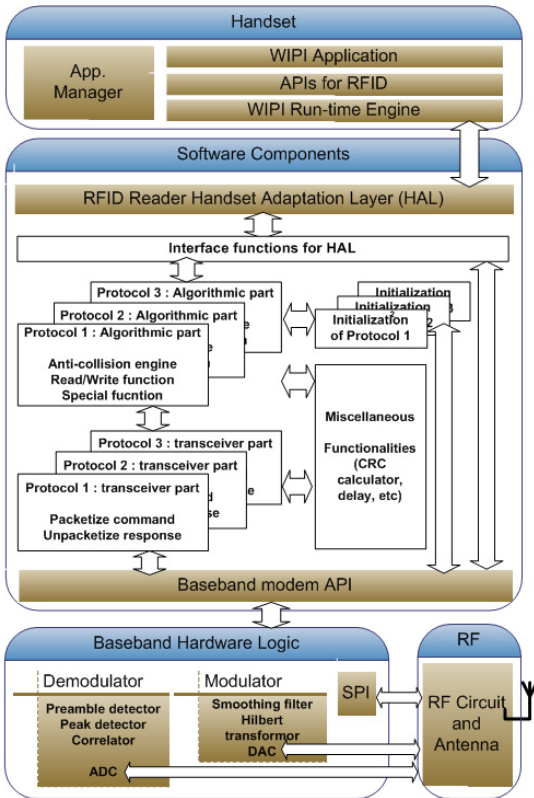 Handset
App.
Manager
WIPI Application
APIs for RFID
WIPI Run-time Engine
Software Components
RFID Reader Handset Adaptation Layer (HAL)
Interface functions for HAL
Protocol 3 : Algorithmic part
Protocol 2 : Algorithmic part
Protocol 1 : Algorithmic part
Anti-collision engine
Read/Write function
Special fucntion
Initialization
3
Initialization
2
2
Initialization
of Protocol 1
Miscellaneous
Functionalities
(CRC
calculator,
delay, etc)
Protocol 3 : transceiver part
Protocol 2 : transceiver part
Protocol 1 : transceiver part
Packetize command
Unpacketize response
Baseband modem API
Baseband Hardware Logic
Demodulator
Preamble detector
Peak detector
Correlator
ADC
Modulator
Smoothing filter
Hilbert
transformor
DAC
SPI
RF
RF Circuit
and
Antenna